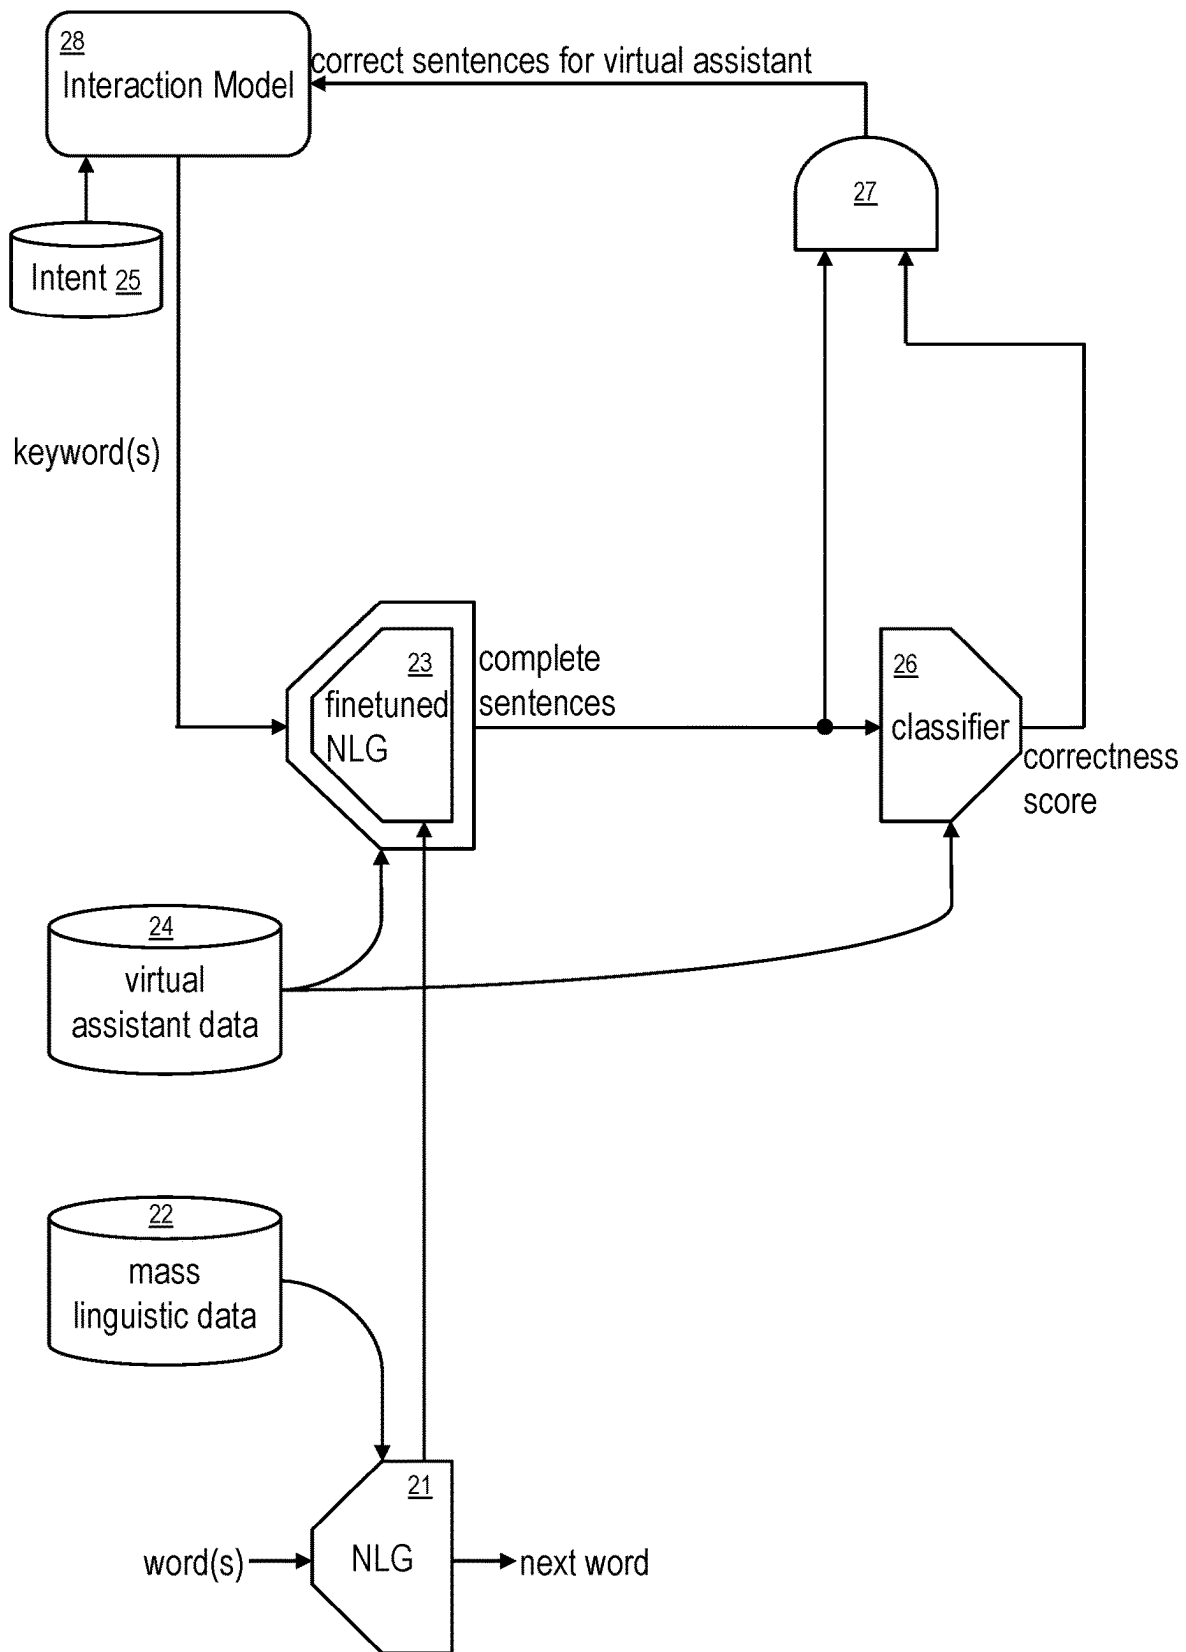 28
Interaction Model
correct sentences for virtual assistant
27
Intent 25
keyword(s)
23
finetuned
NLG
complete
sentences
26
classifier
correctness
score
24
virtual
assistant data
22
mass
linguistic data
21
word(s)
NLG
next word